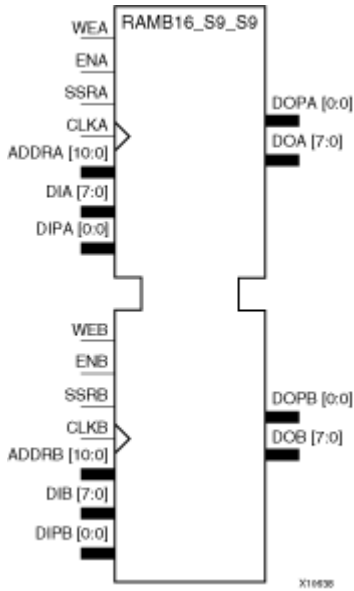 RAMB16_S9_S9
WEA
ENA
SSRA
CLKA
ADDRA [10:0]
DIA [7:0]
DIPA [0:0]
DOPA [0:0]
DOA [7:0]
WEB
ENB
SSRB
CLKB
ADDRB [10:0]
DIB [7:0]
DIPB [0:0]
DOPB [0:0]
DOB [7:0]
X10638